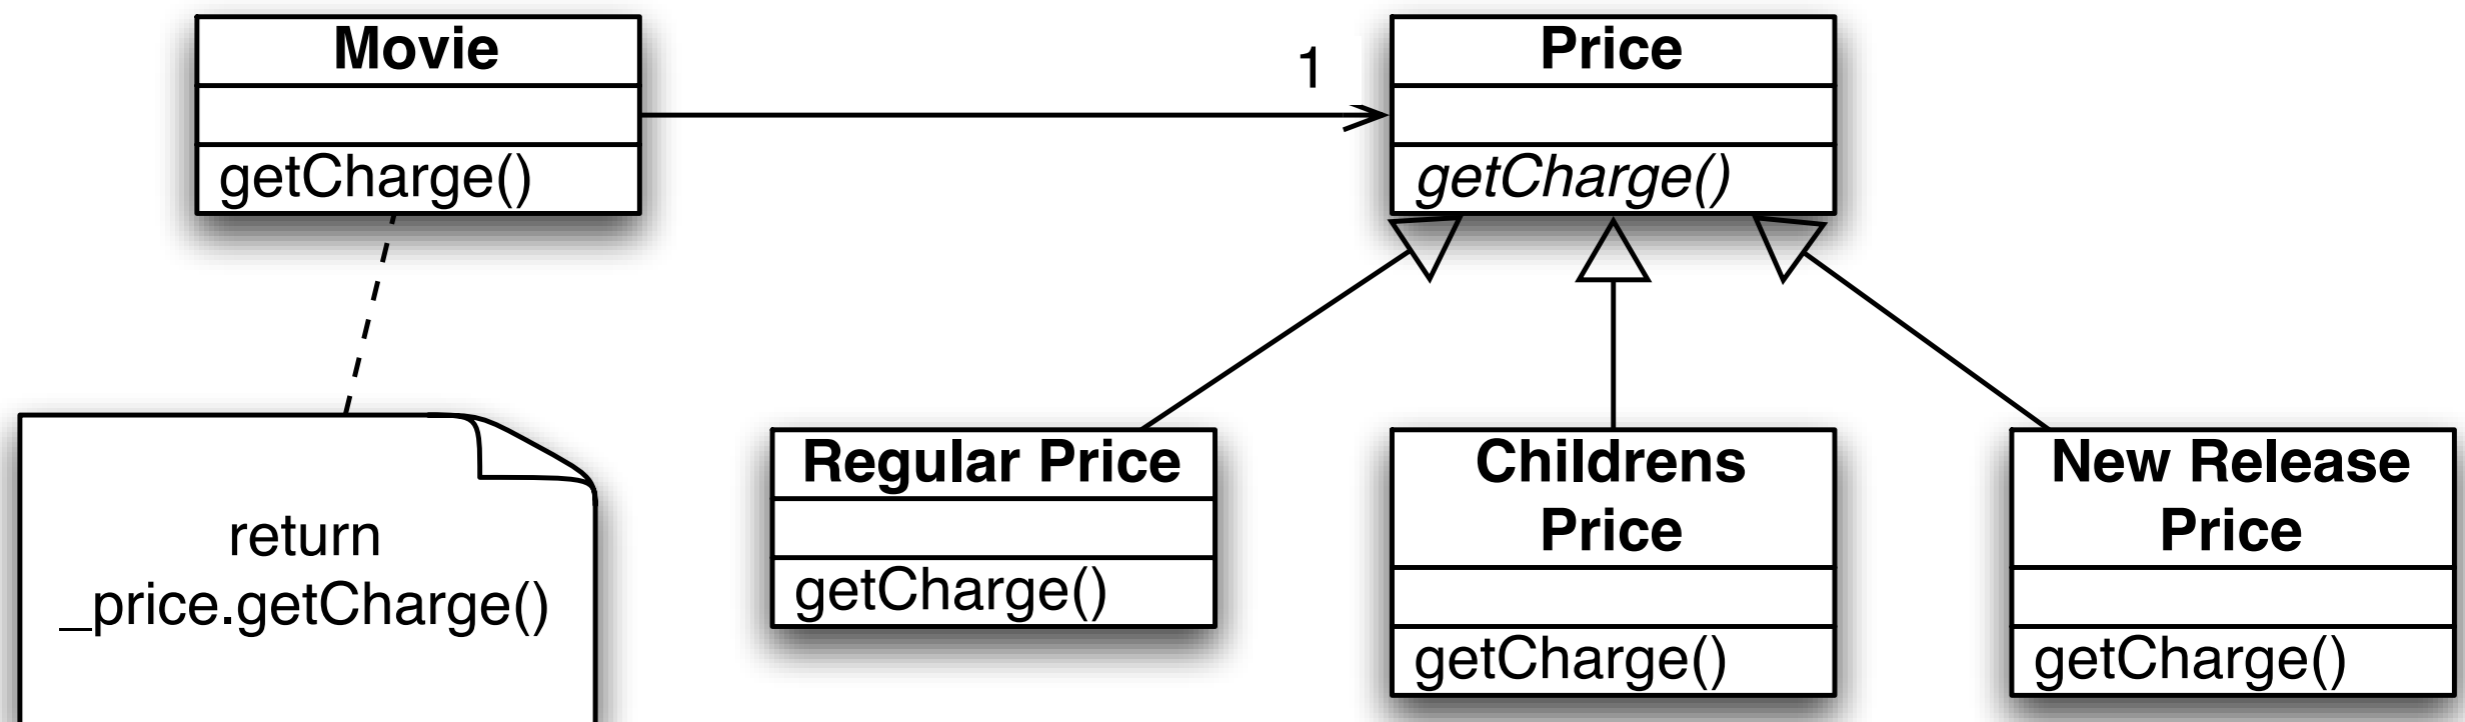 Movie
getCharge()
1
Price
getCharge()
return
_price.getCharge()
Regular Price
getCharge()
Childrens
Price
getCharge()
New Release
Price
getCharge()